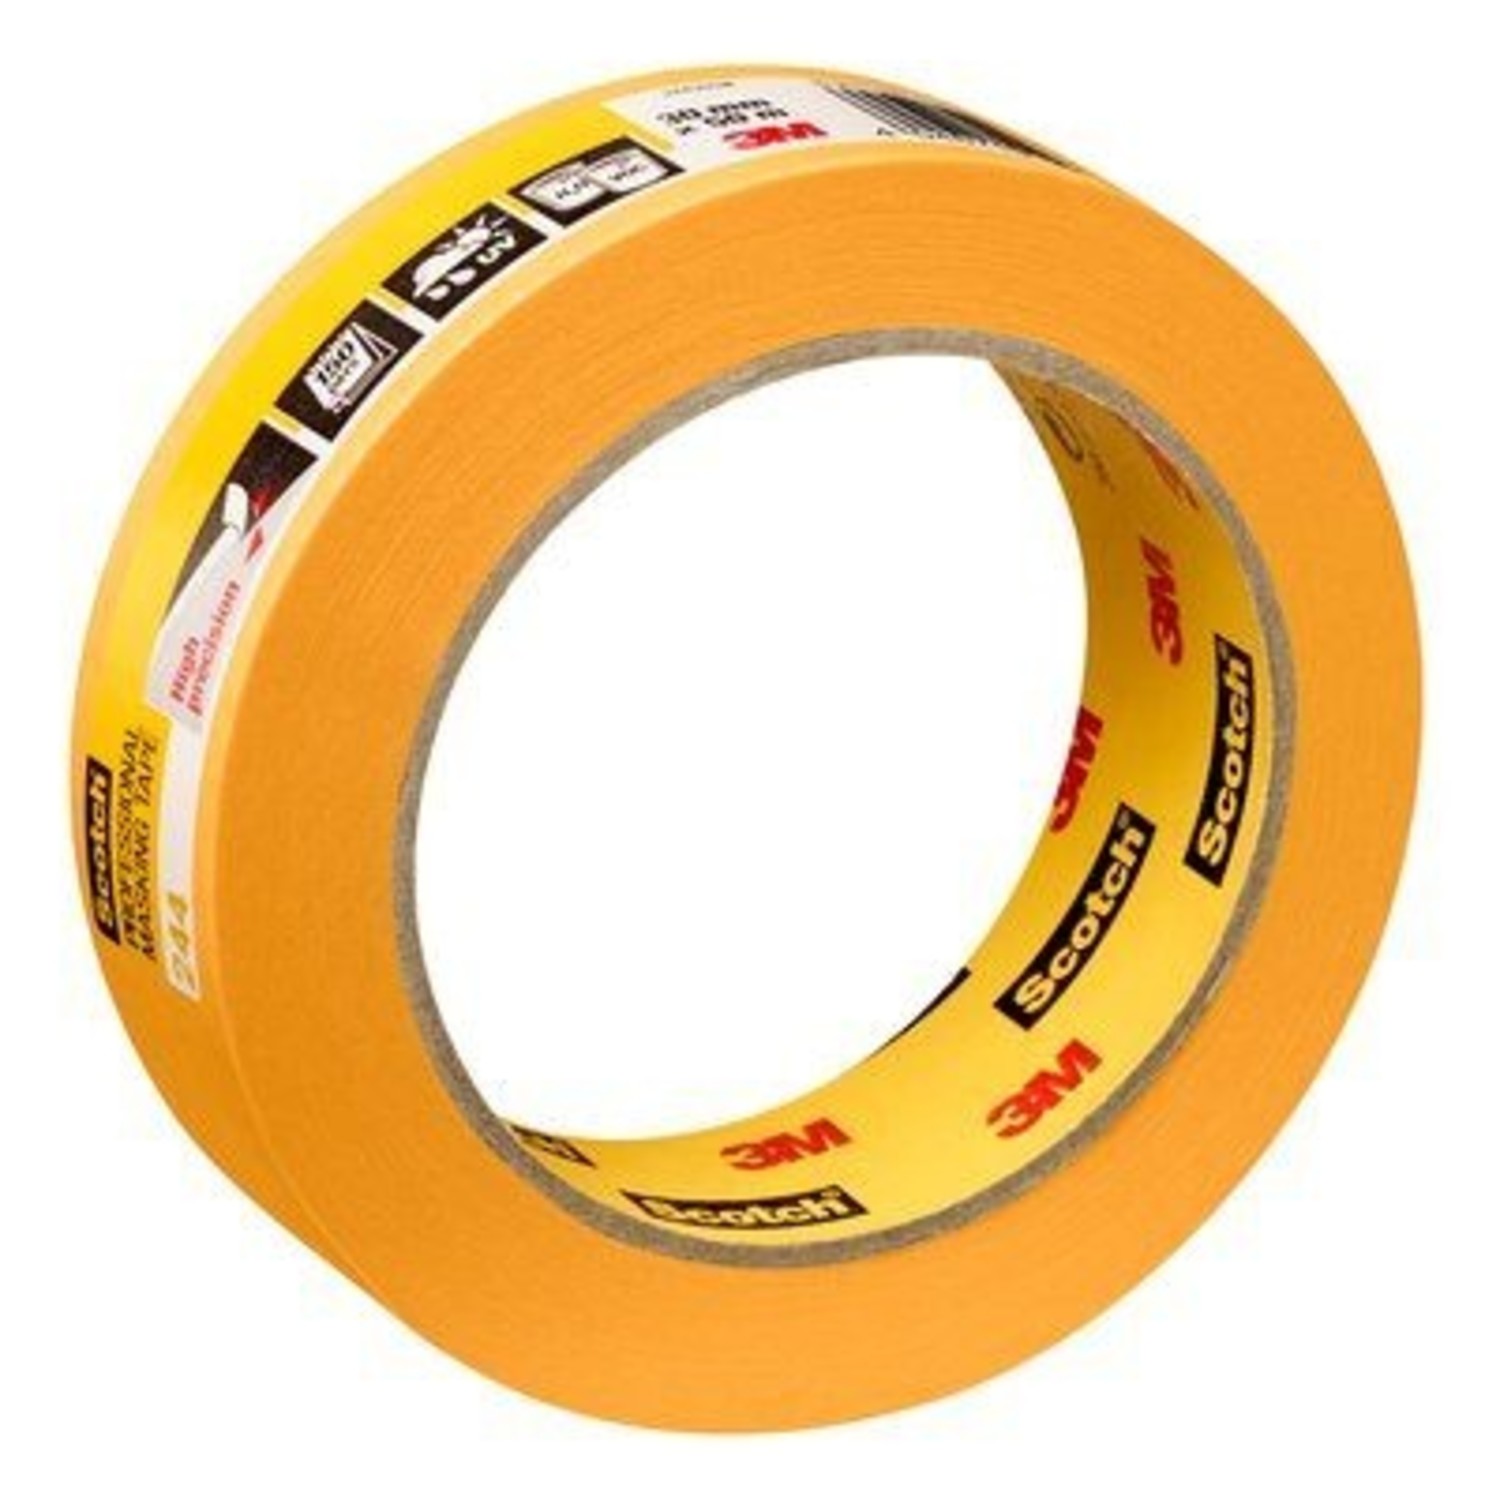 Scotch
PROFESSIONAL
MASKING TAPE
244
High
precision
150
3M
30 mm
x 50 m
3M
3M
Scotch
Scotch
3M
3M
Scotch